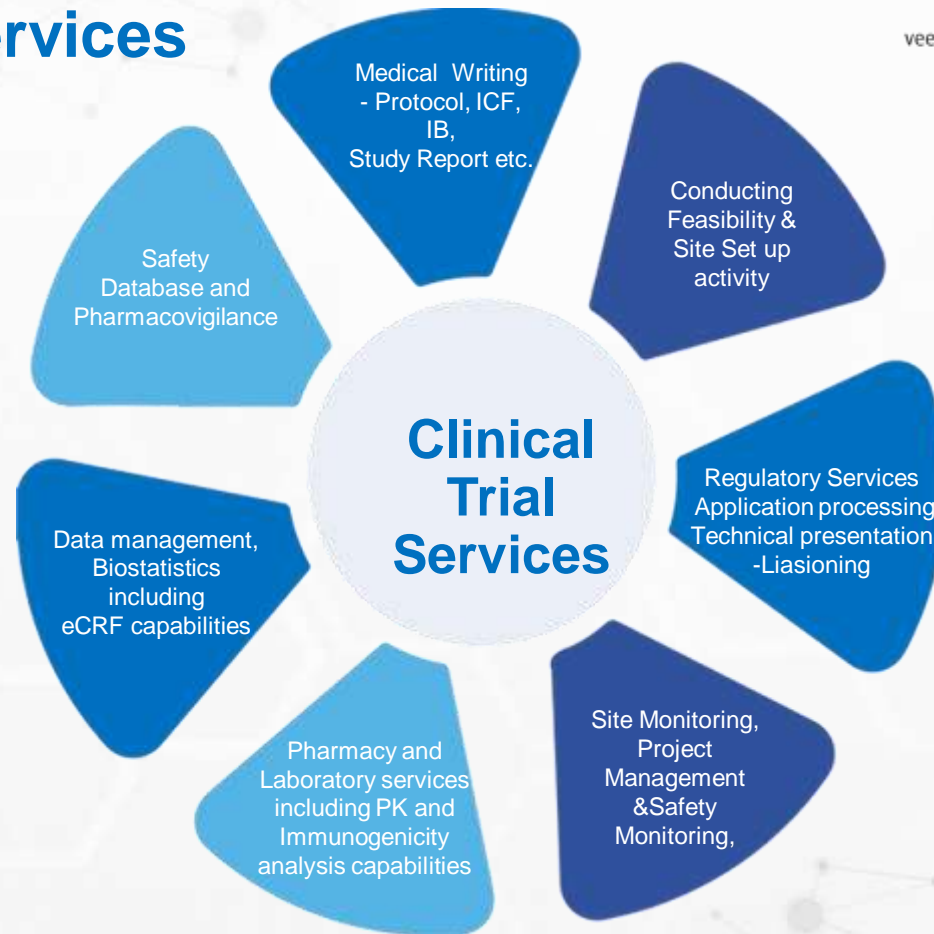 ervices
vee
Medical Writing
- Protocol, ICF,
IB,
Study Report etc.
Conducting
Feasibility &
Site Set up
activity
Regulatory Services
Application processing
Technical presentation
-Liasioning
Site Monitoring,
Project
Management
&Safety
Monitoring,
Pharmacy and
Laboratory services
including PK and
Immunogenicity
analysis capabilities
Data management,
Biostatistics
including
eCRF capabilities
Safety
Database and
Pharmacovigilance
Clinical
Trial
Services